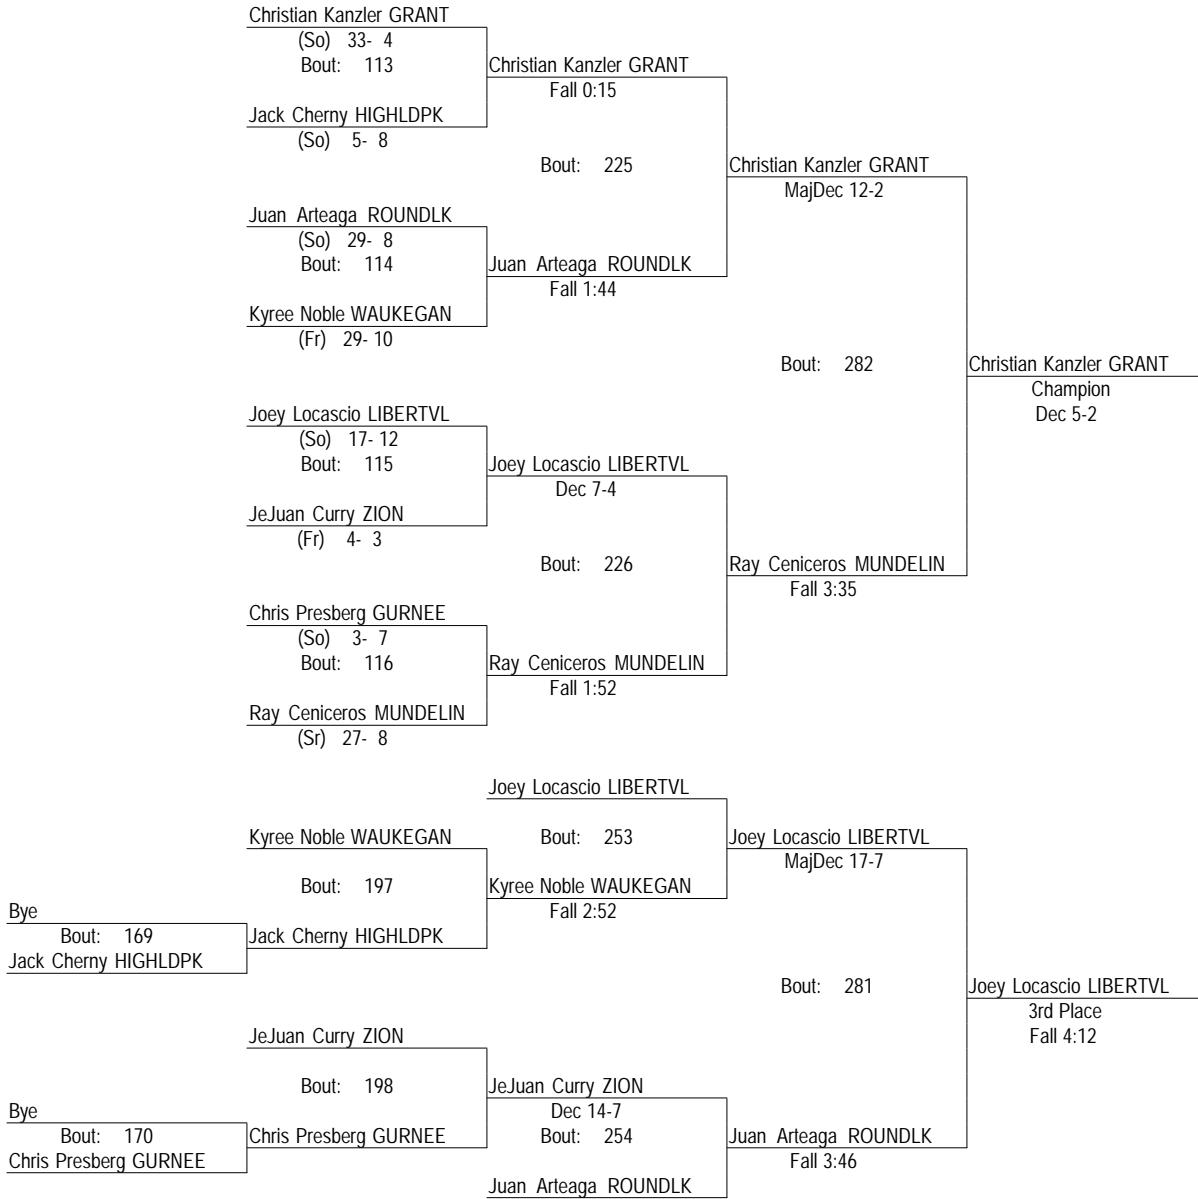 Christian Kanzler GRANT
(So) 33- 4
Bout: 113
Christian Kanzler GRANT
Fall 0:15
Jack Cherny HIGHLDPK
(So) 5- 8
Bout: 225
Christian Kanzler GRANT
MajDec 12-2
Juan Arteaga ROUNDLK
(So) 29- 8
Bout: 114
Juan Arteaga ROUNDLK
Fall 1:44
Kyree Noble WAUKEGAN
(Fr) 29- 10
Bout: 282
Christian Kanzler GRANT
Champion
Dec 5-2
Joey Locascio LIBERTVL
(So) 17- 12
Bout: 115
Joey Locascio LIBERTVL
Dec 7-4
JeJuan Curry ZION
(Fr) 4- 3
Bout: 226
Ray Ceniceros MUNDELIN
Fall 3:35
Chris Presberg GURNEE
(So) 3- 7
Bout: 116
Ray Ceniceros MUNDELIN
Fall 1:52
Ray Ceniceros MUNDELIN
(Sr) 27- 8
Joey Locascio LIBERTVL
Kyree Noble WAUKEGAN
Bout: 253
Joey Locascio LIBERTVL
MajDec 17-7
Bout: 197
Kyree Noble WAUKEGAN
Fall 2:52
Bye
Bout: 169
Jack Cherny HIGHLDPK
Jack Cherny HIGHLDPK
Bout: 281
Joey Locascio LIBERTVL
3rd Place
Fall 4:12
JeJuan Curry ZION
Bout: 198
JeJuan Curry ZION
Dec 14-7
Bye
Bout: 170
Chris Presberg GURNEE
Chris Presberg GURNEE
Bout: 254
Juan Arteaga ROUNDLK
Fall 3:46
Juan Arteaga ROUNDLK